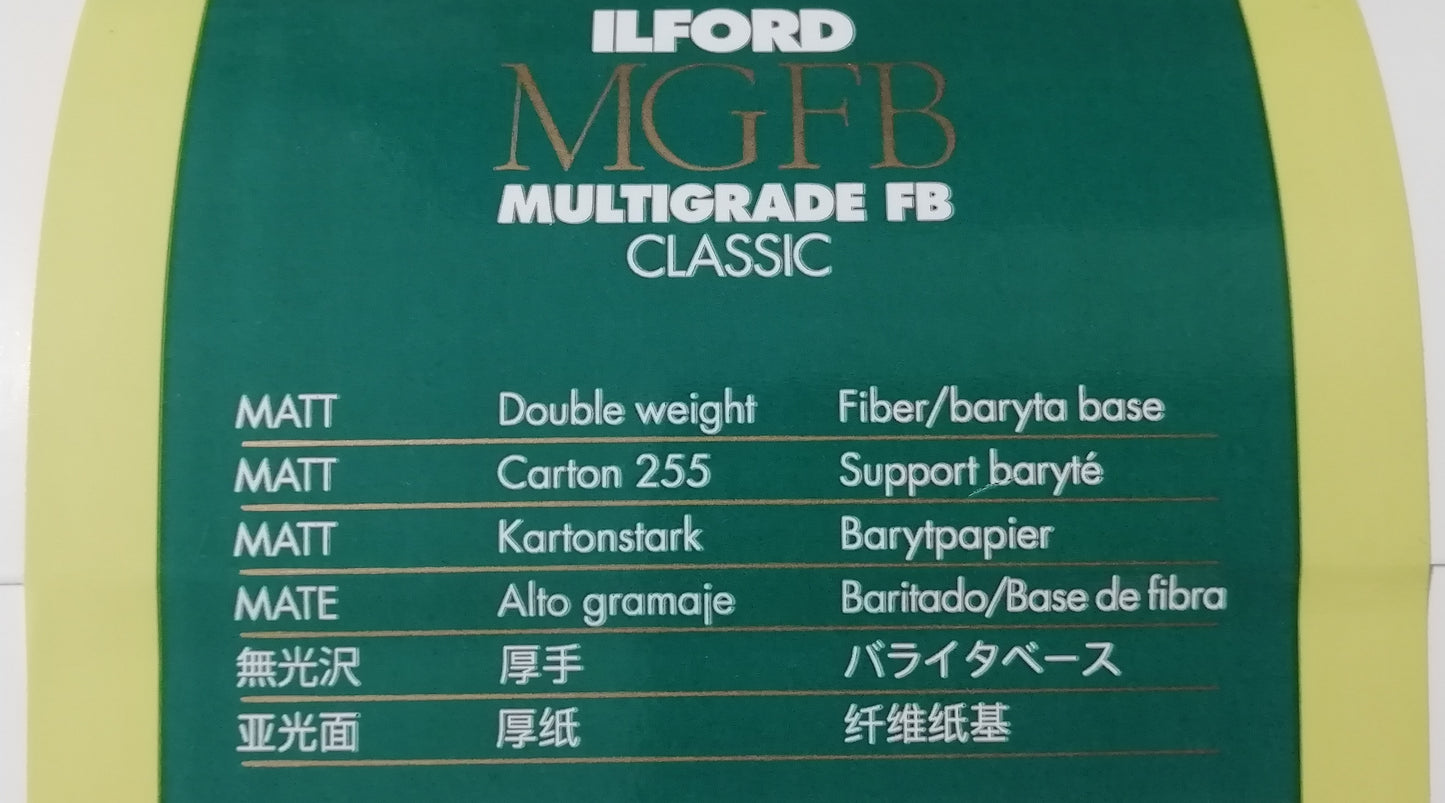 ILFORD
MGFB
MULTIGRADE FB
CLASSIC
MATT Double weight Fiber/baryta base
MATT Carton 255 Support baryté
MATT Kartonstark Barytpapier
MATE Alto gramaje Baritado/Base de fibra
無光沢 厚手 バライタベース
亚光面 厚纸 纤维纸基